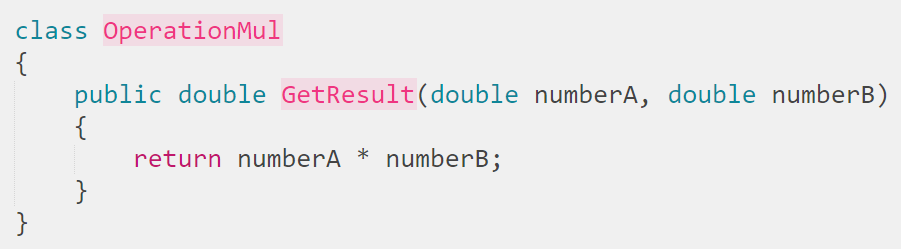 class OperationMul
{
    public double GetResult(double numberA, double numberB)
    {
        return numberA * numberB;
    }
}